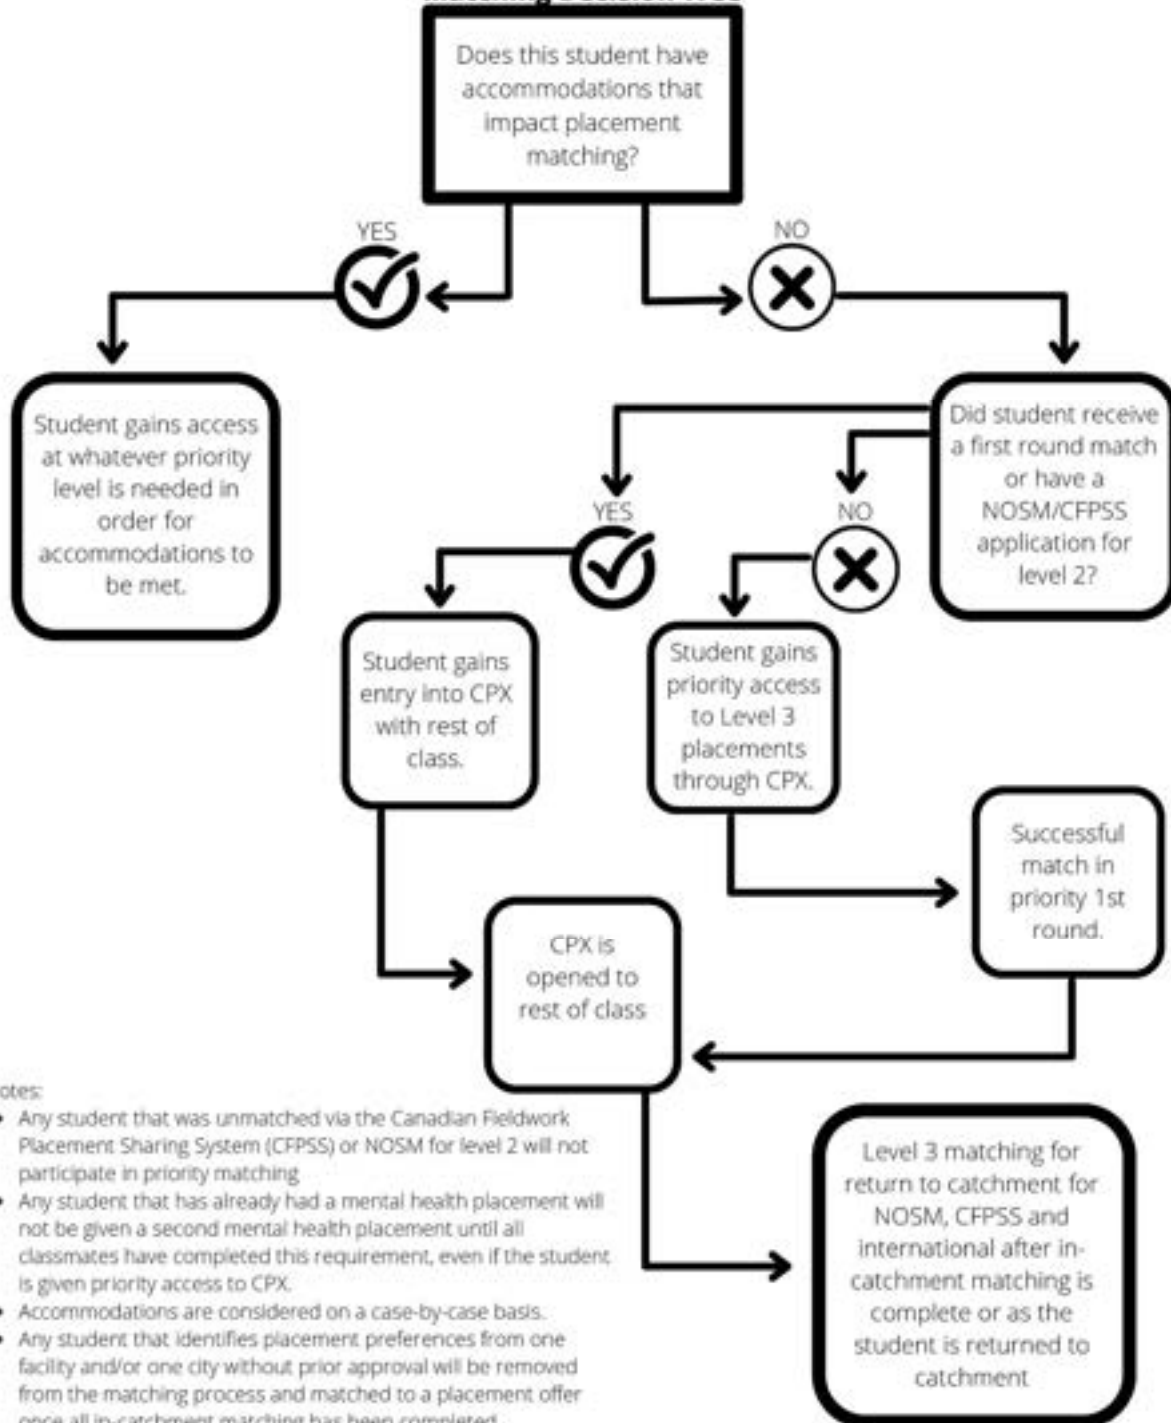 Does this student have
accommodations that
impact placement
matching?
YES
NO
Student gains access
at whatever priority
level is needed in
order for
accommodations to
be met.
Did student receive
a first round match
or have a
NOSM/CFPSS
application for
level 2?
YES
NO
Student gains
entry into CPX
with rest of
class.
Student gains
priority access
to Level 3
placements
through CPX.
Successful
match in
priority 1st
round.
CPX is
opened to
rest of class
otes:
Any student that was unmatched via the Canadian Fieldwork
Placement Sharing System (CFPSS) or NOSM for level 2 will not
participate in priority matching
Any student that has already had a mental health placement will
not be given a second mental health placement until all
classmates have completed this requirement, even if the student
is given priority access to CPX.
Accommodations are considered on a case-by-case basis.
Any student that identifies placement preferences from one
facility and/or one city without prior approval will be removed
from the matching process and matched to a placement offer
once all in-catchment matching has been completed
Level 3 matching for
return to catchment for
NOSM, CFPSS and
international after in-
catchment matching is
complete or as the
student is returned to
catchment